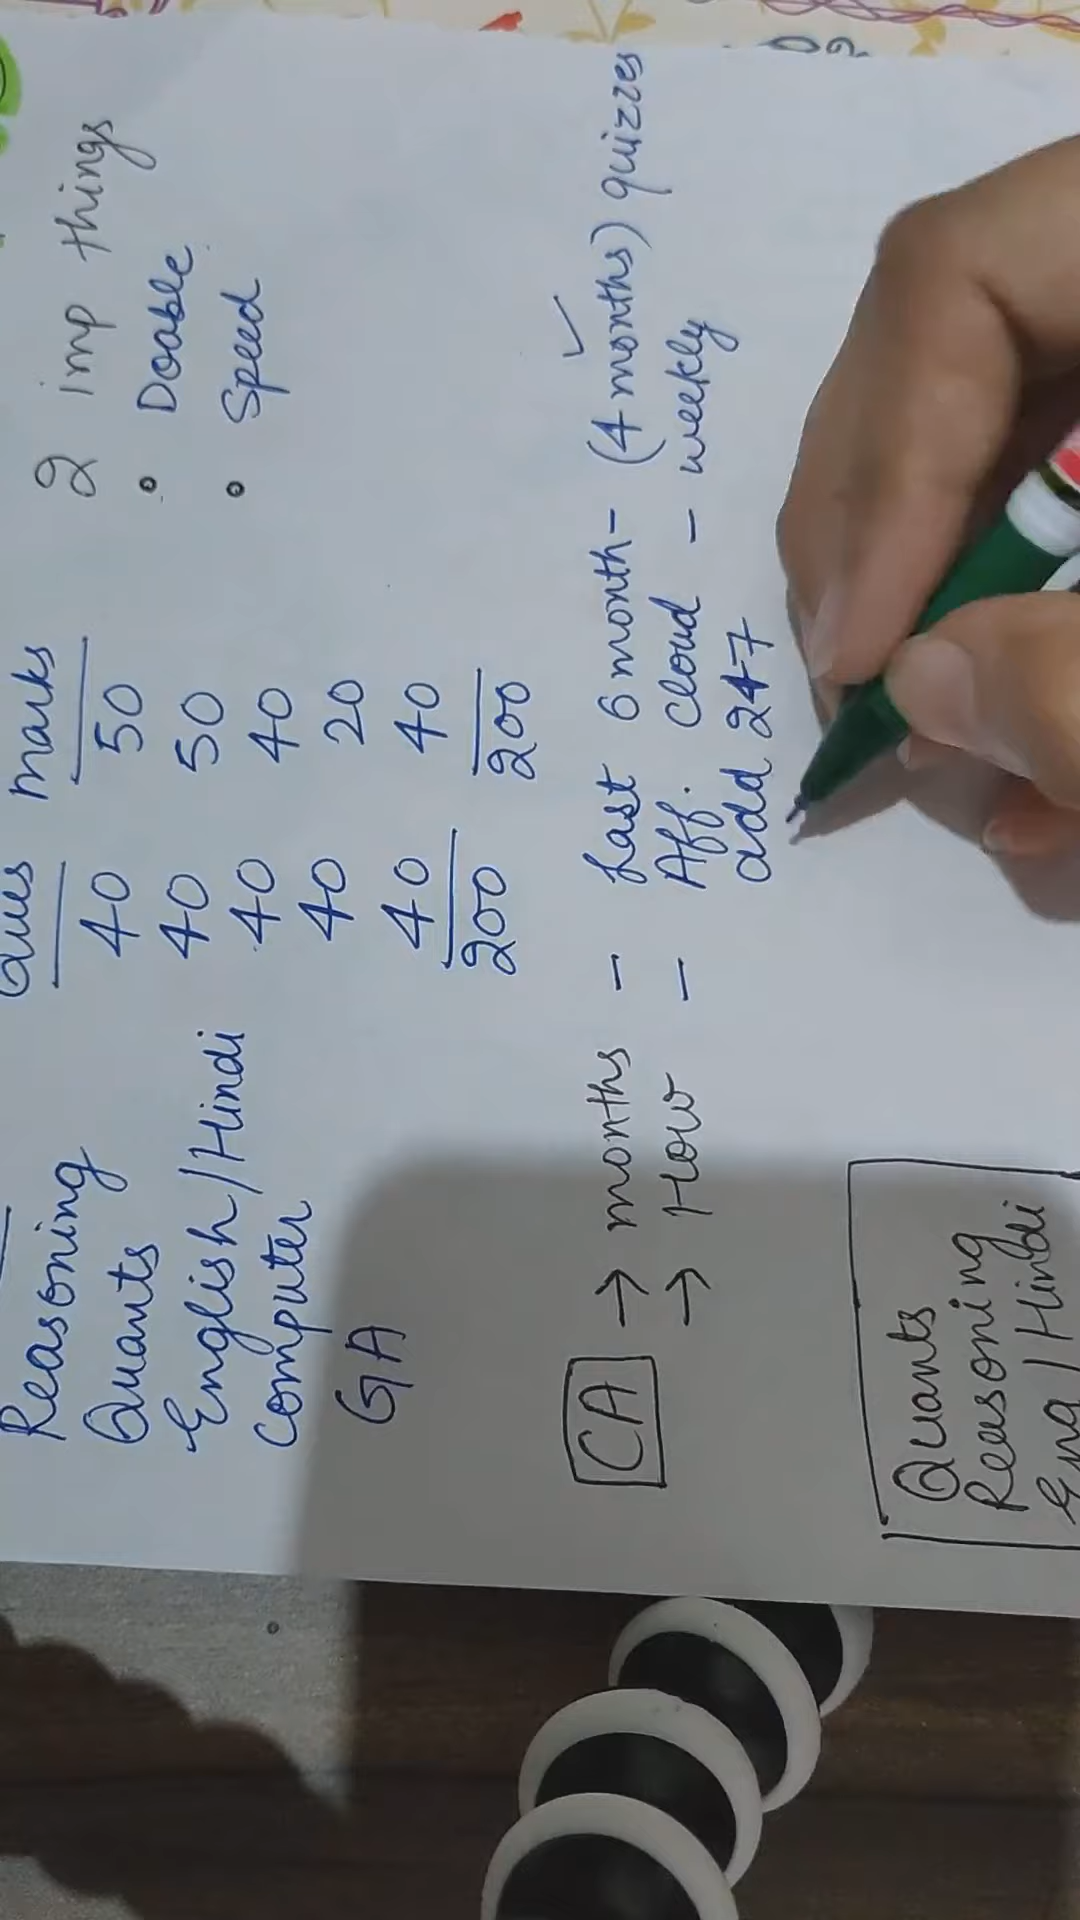 Ques marks
Reasoning 40 50
Quants 40 50
English/Hindi 40 40
Computer 40 20
GA 40 40
200 200
2 imp things
• Doable
• Speed
CA → months - Last 6 month - (4 months) quizzes
→ How - Aff. Cloud - weekly
Add 247
Quants
Reasoning
Eng / Hindi